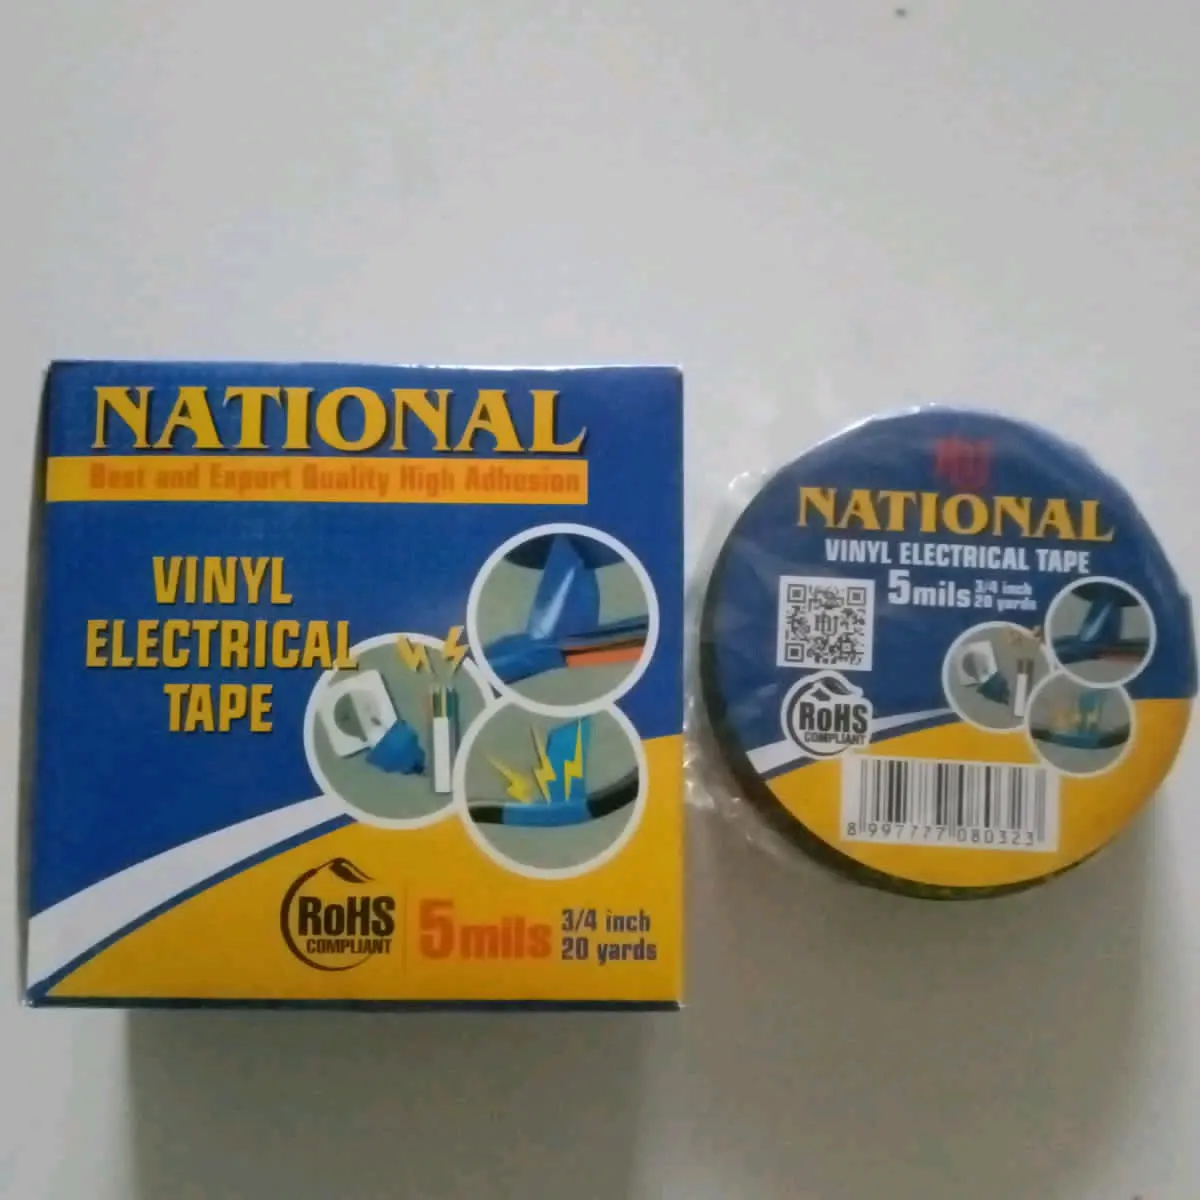 NATIONAL
Best and Export Quality High Adhesion
VINYL
ELECTRICAL
TAPE
RoHS
COMPLIANT
5mils
3/4 inch
20 yards
NATIONAL
VINYL ELECTRICAL TAPE
5mils
3/4 inch
20 yards
RoHS
COMPLIANT
8 997777 080323